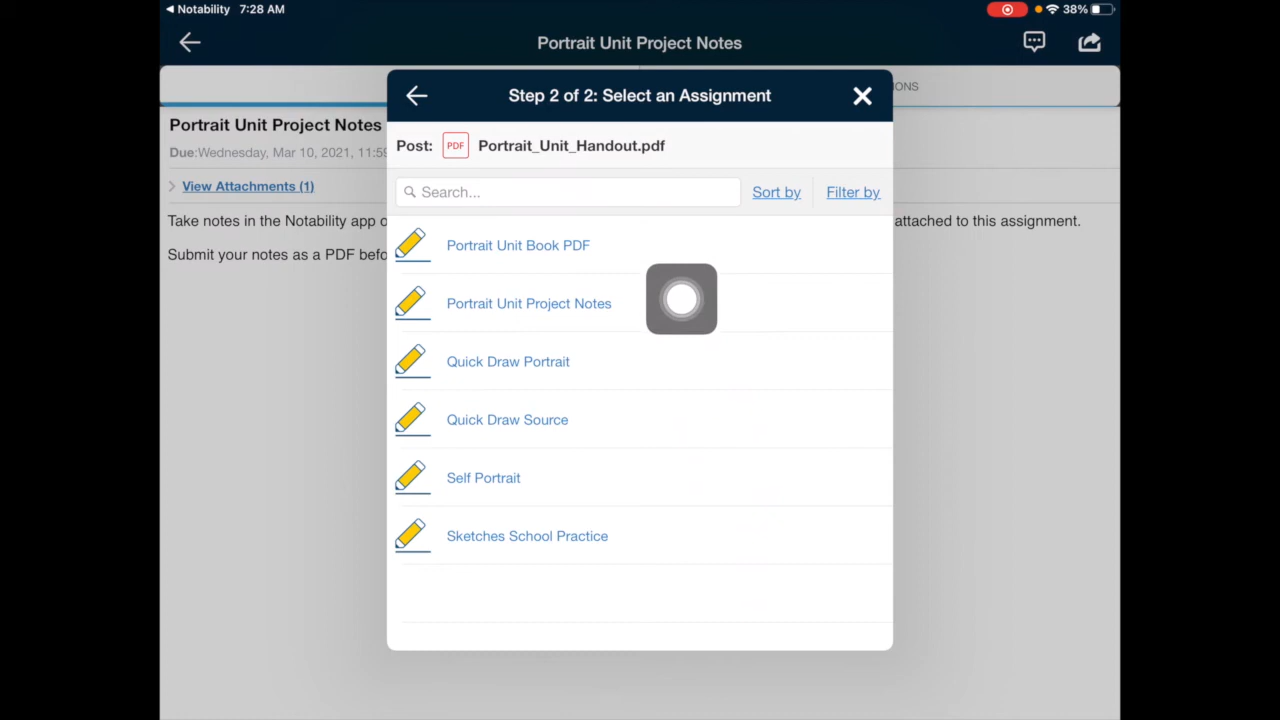 Notability 7:28 AM
38%
Portrait Unit Project Notes
IONS
Step 2 of 2: Select an Assignment
Portrait Unit Project Notes
Due:Wednesday, Mar 10, 2021, 11:59
Post: PDF Portrait_Unit_Handout.pdf
View Attachments (1)
Search...
Sort by
Filter by
Take notes in the Notability app
attached to this assignment.
Submit your notes as a PDF
Portrait Unit Book PDF
Portrait Unit Project Notes
Quick Draw Portrait
Quick Draw Source
Self Portrait
Sketches School Practice